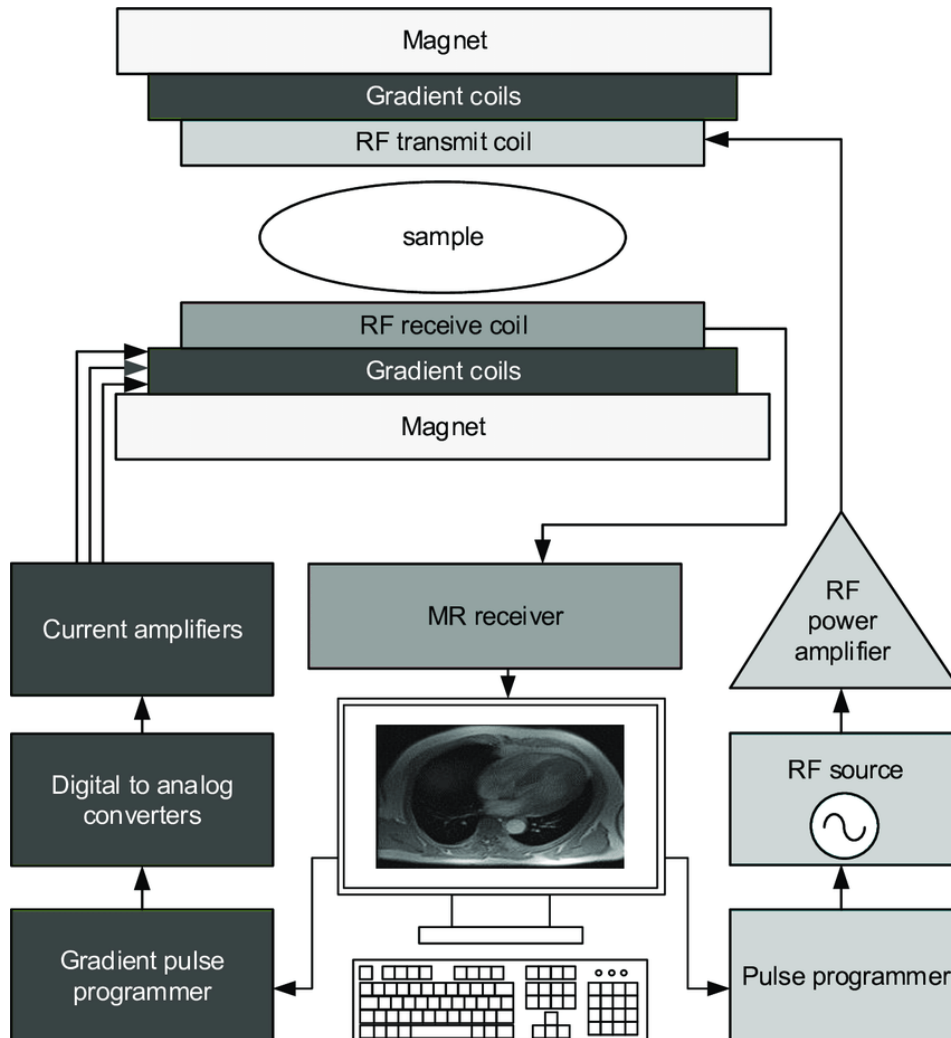 Magnet
Gradient coils
RF transmit coil
sample
RF receive coil
Gradient coils
Magnet
Current amplifiers
MR receiver
RF
power
amplifier
Digital to analog
converters
RF source
Gradient pulse
programmer
Pulse programmer